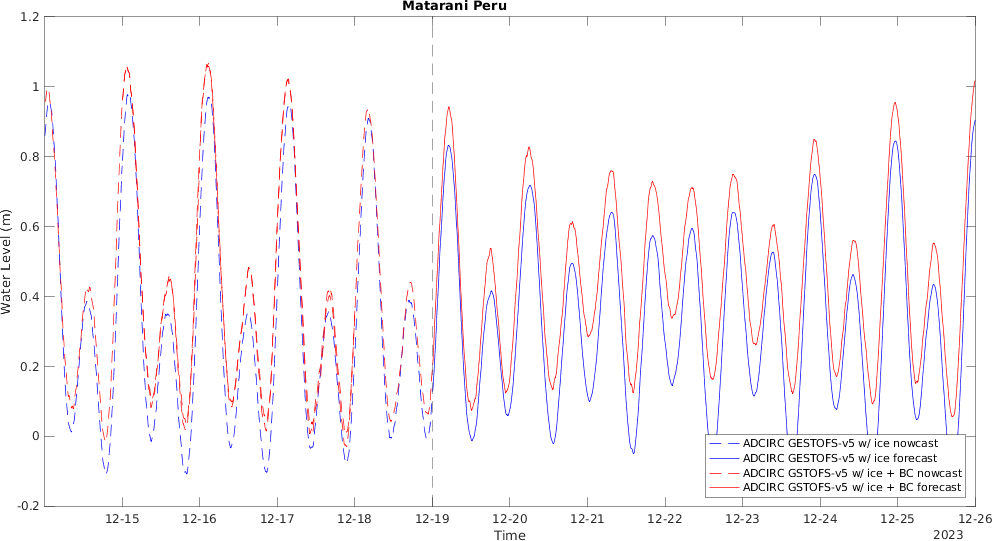 Matarani Peru
1.2
1
0.8
0.6
0.4
0.2
0
-0.2
Water Level (m)
ADCIRC GESTOFS-v5 w/ ice nowcast
ADCIRC GESTOFS-v5 w/ ice forecast
ADCIRC GSTOFS-v5 w/ ice + BC nowcast
ADCIRC GSTOFS-v5 w/ ice + BC forecast
12-15 12-16 12-17 12-18 12-19 12-20 12-21 12-22 12-23 12-24 12-25 12-26
Time
2023